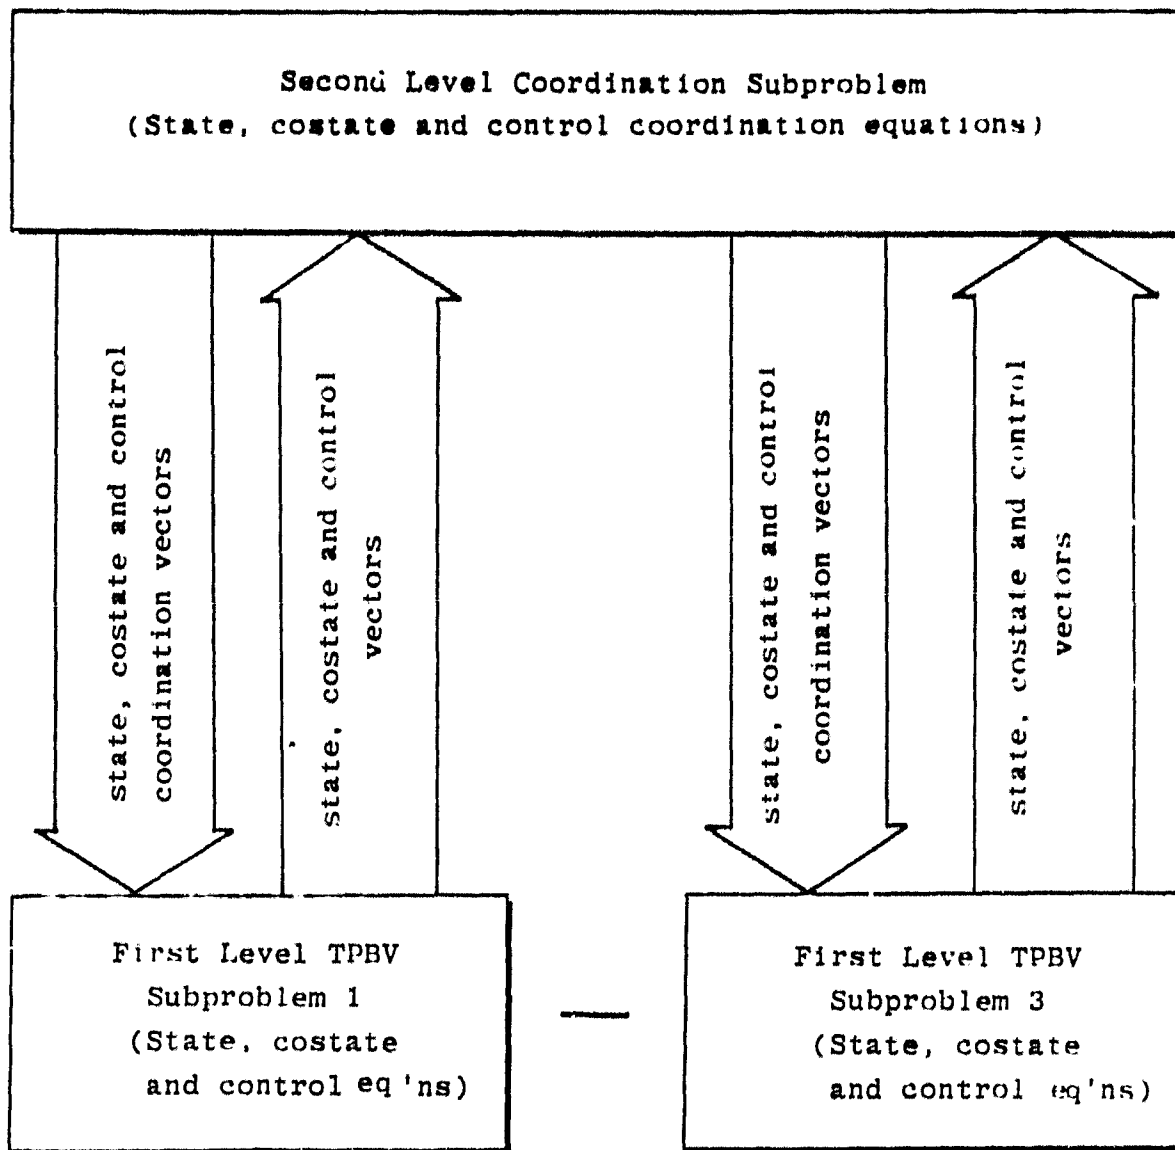 Second Level Coordination Subproblem
(State, costate and control coordination equations)
state, costate and control
coordination vectors
state, costate and control
vectors
state, costate and control
coordination vectors
state, costate and control
vectors
First Level TPBV
Subproblem 1
(State, costate
and control eq'ns)
First Level TPBV
Subproblem 3
(State, costate
and control eq'ns)